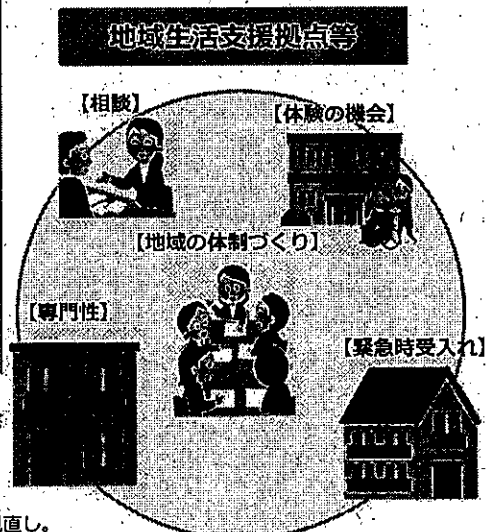 地域生活支援拠点等
【相談】
【体験の機会】
【地域の体制づくり】
【専門性】
【緊急時受入れ】
直し。